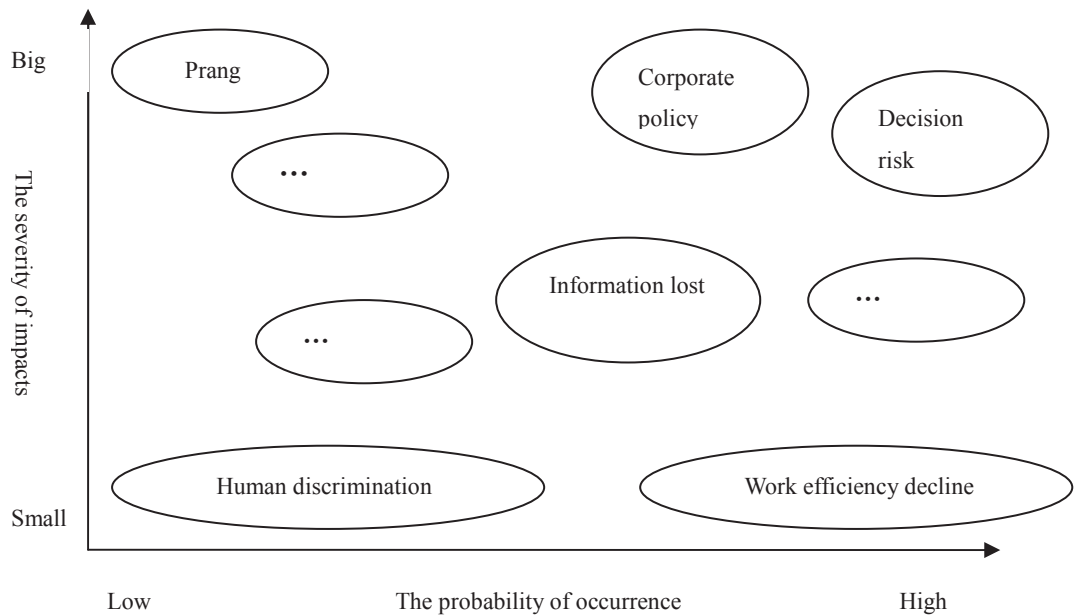 Big
Prang
Corporate
policy
Decision
risk
...
The severity of impacts
Information lost
...
...
Human discrimination
Work efficiency decline
Small
Low
The probability of occurrence
High